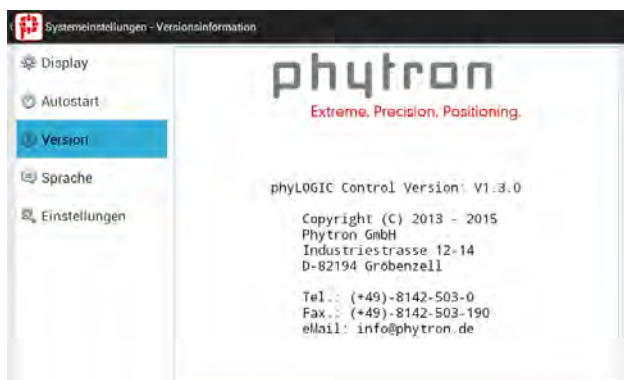 Systemeinstellungen - Versionsinformation
Display
Autostart
Version
Sprache
Einstellungen
phytron
Extreme. Precision. Positioning.
phyLOGIC Control Version: V1.3.0
Copyright (C) 2013 - 2015
Phytron GmbH
Industriestrasse 12-14
D-82194 Gröbenzell
Tel.: (+49)-8142-503-0
Fax.: (+49)-8142-503-190
eMail: info@phytron.de